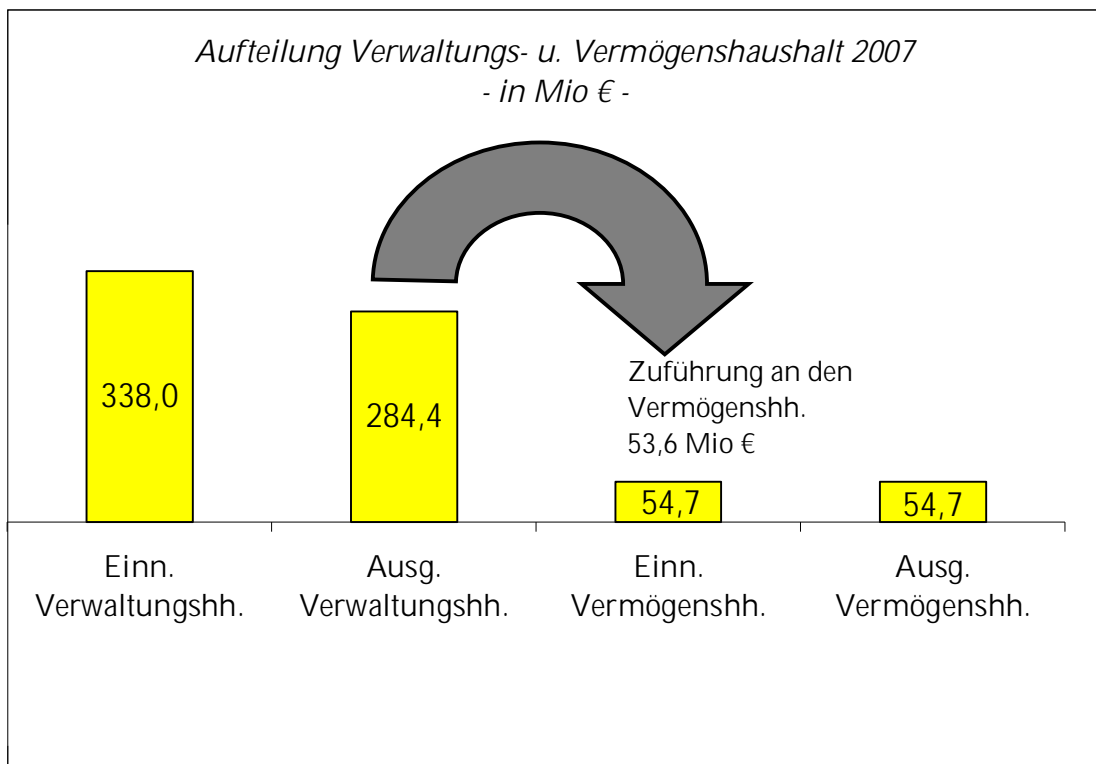 Aufteilung Verwaltungs- u. Vermögenshaushalt 2007
- in Mio € -
338,0
284,4
Zuführung an den
Vermögenshh.
53,6 Mio €
54,7
54,7
Einn.
Verwaltungshh.
Ausg.
Verwaltungshh.
Einn.
Vermögenshh.
Ausg.
Vermögenshh.